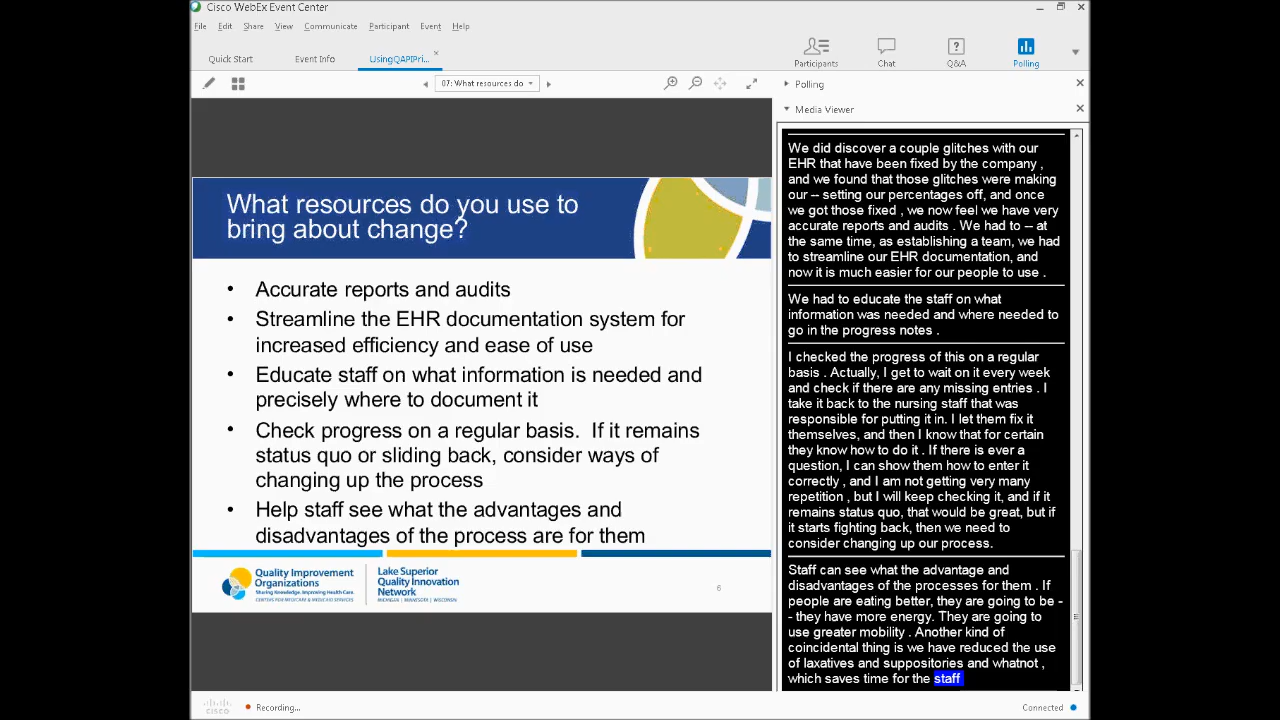 Cisco WebEx Event Center
File Edit Share View Communicate Participant Event Help
Quick Start Event Info UsingQAPIPri...
Participants Chat Q&A Polling
07: What resources do
Polling
Media Viewer
What resources do you use to
bring about change?
• Accurate reports and audits
• Streamline the EHR documentation system for
increased efficiency and ease of use
• Educate staff on what information is needed and
precisely where to document it
• Check progress on a regular basis. If it remains
status quo or sliding back, consider ways of
changing up the process
• Help staff see what the advantages and
disadvantages of the process are for them
Quality Improvement
Organizations
Sharing Knowledge. Improving Health Care.
CENTERS FOR MEDICARE & MEDICAID SERVICES
Lake Superior
Quality Innovation
Network
MICHIGAN | MINNESOTA | WISCONSIN
6
We did discover a couple glitches with our
EHR that have been fixed by the company ,
and we found that those glitches were making
our -- setting our percentages off, and once
we got those fixed , we now feel we have very
accurate reports and audits . We had to -- at
the same time, as establishing a team, we had
to streamline our EHR documentation, and
now it is much easier for our people to use .
We had to educate the staff on what
information was needed and where needed to
go in the progress notes .
I checked the progress of this on a regular
basis . Actually, I get to wait on it every week
and check if there are any missing entries . I
take it back to the nursing staff that was
responsible for putting it in. I let them fix it
themselves, and then I know that for certain
they know how to do it . If there is ever a
question, I can show them how to enter it
correctly , and I am not getting very many
repetition , but I will keep checking it, and if it
remains status quo, that would be great, but if
it starts fighting back, then we need to
consider changing up our process.
Staff can see what the advantage and
disadvantages of the processes for them . If
people are eating better, they are going to be -
- they have more energy. They are going to
use greater mobility . Another kind of
coincidental thing is we have reduced the use
of laxatives and suppositories and whatnot ,
which saves time for the staff
CISCO
Recording...
Connected